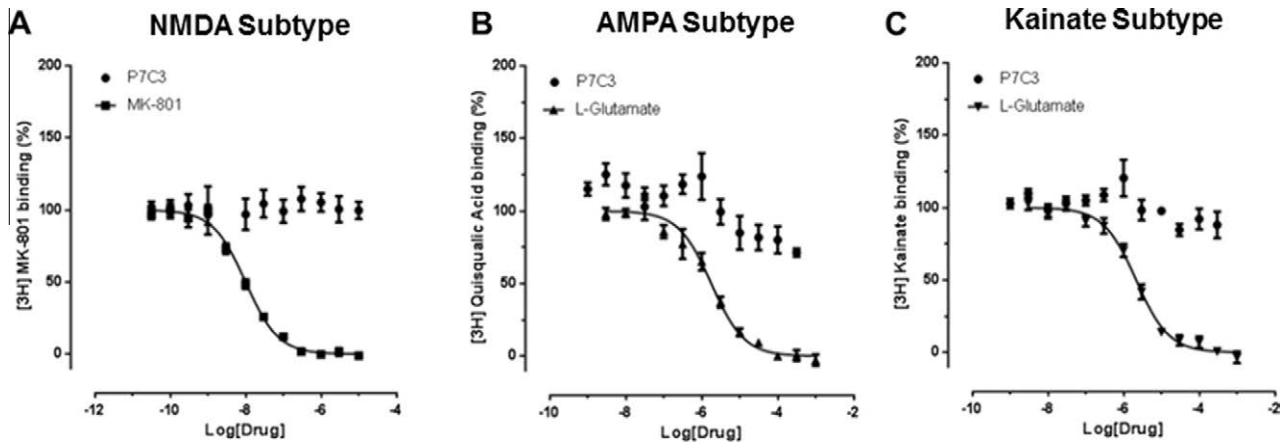 A
NMDA Subtype
200
150
100
50
0
[3H] MK-801 binding (%)
P7C3
MK-801
-12
-10
-8
-6
-4
Log[Drug]
B
AMPA Subtype
200
150
100
50
0
[3H] Quisqualic Acid binding (%)
P7C3
L-Glutamate
-10
-8
-6
-4
-2
Log[Drug]
C
Kainate Subtype
200
150
100
50
0
[3H] Kainate binding (%)
P7C3
L-Glutamate
-10
-8
-6
-4
-2
Log[Drug]